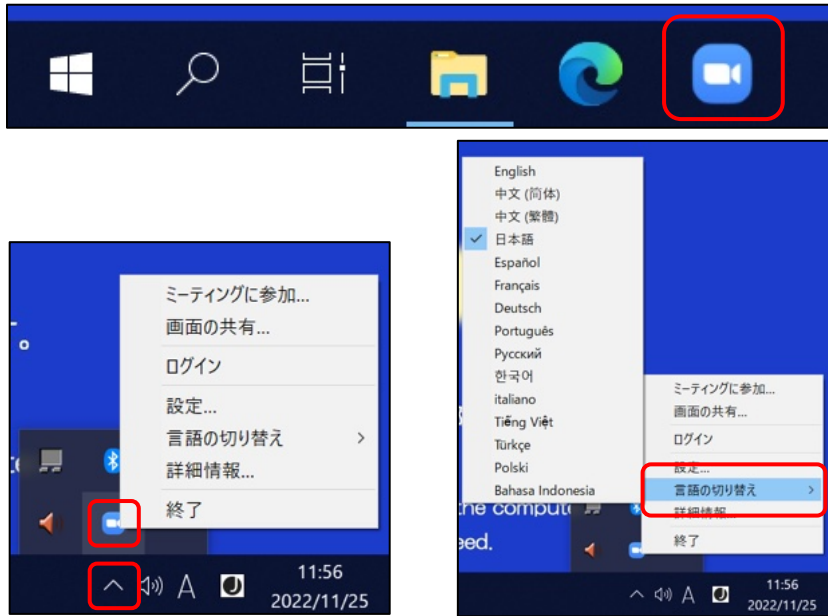 ミーティングに参加...
画面の共有...
ログイン
設定...
言語の切り替え
詳細情報...
終了
。
A
11:56
2022/11/25
English
中文 (简体)
中文 (繁體)
日本語
Español
Français
Deutsch
Português
Русский
한국어
italiano
Tiếng Việt
Türkçe
Polski
Bahasa Indonesia
ミーティングに参加...
画面の共有...
ログイン
設定...
言語の切り替え
詳細情報...
終了
the comput
eed.
A
11:56
2022/11/25